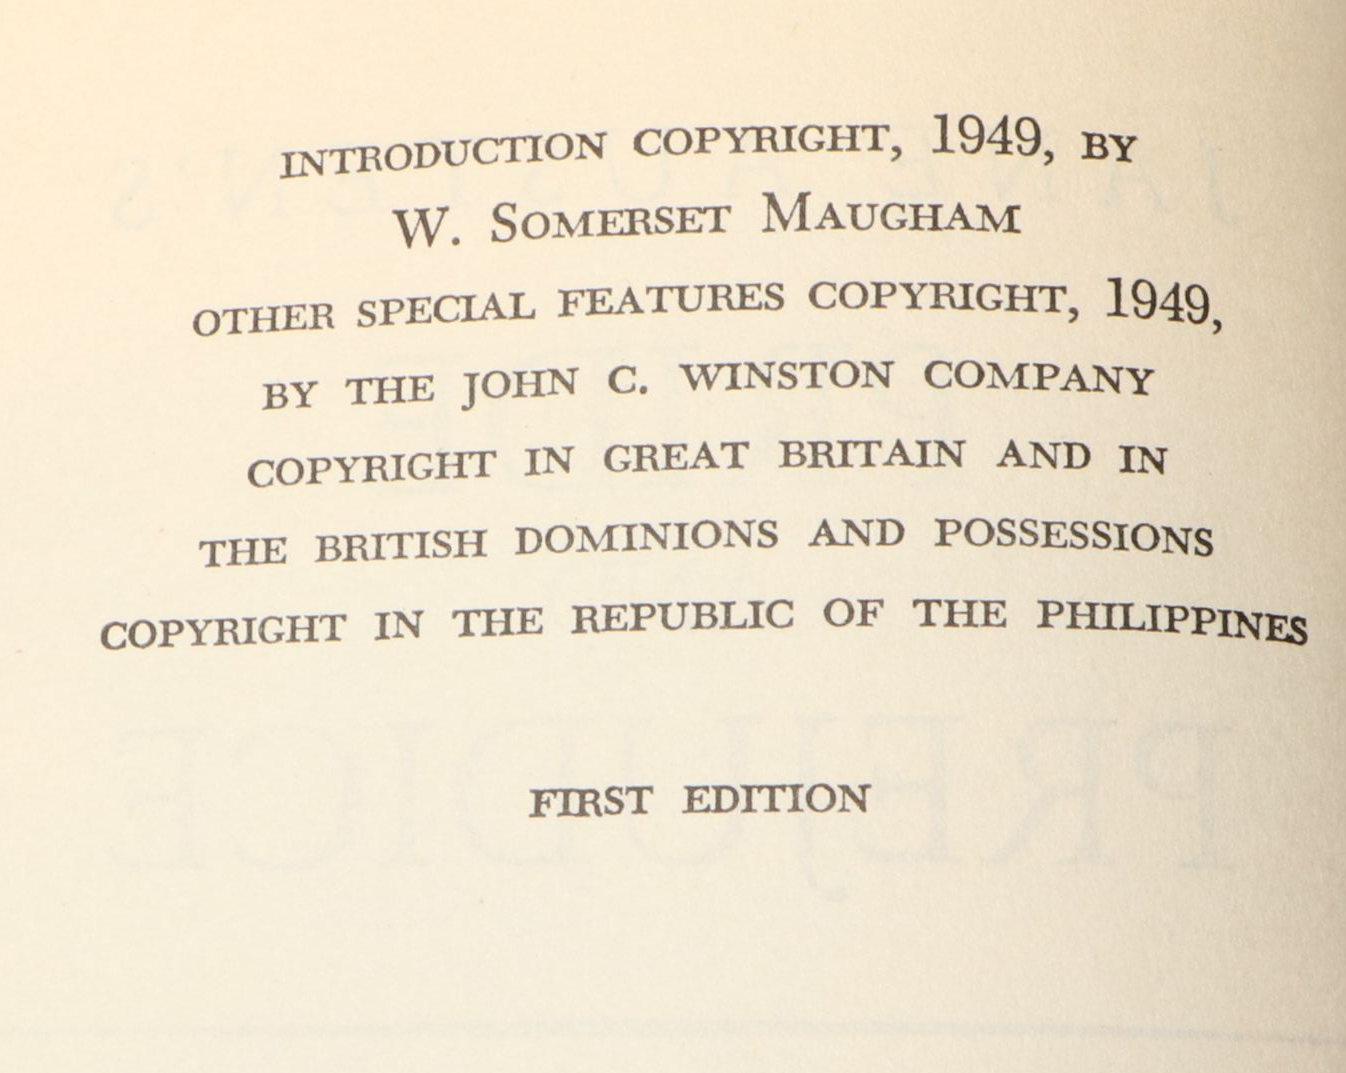 INTRODUCTION COPYRIGHT, 1949, BY
W. SOMERSET MAUGHAM
OTHER SPECIAL FEATURES COPYRIGHT, 1949,
BY THE JOHN C. WINSTON COMPANY
COPYRIGHT IN GREAT BRITAIN AND IN
THE BRITISH DOMINIONS AND POSSESSIONS
COPYRIGHT IN THE REPUBLIC OF THE PHILIPPINES
FIRST EDITION